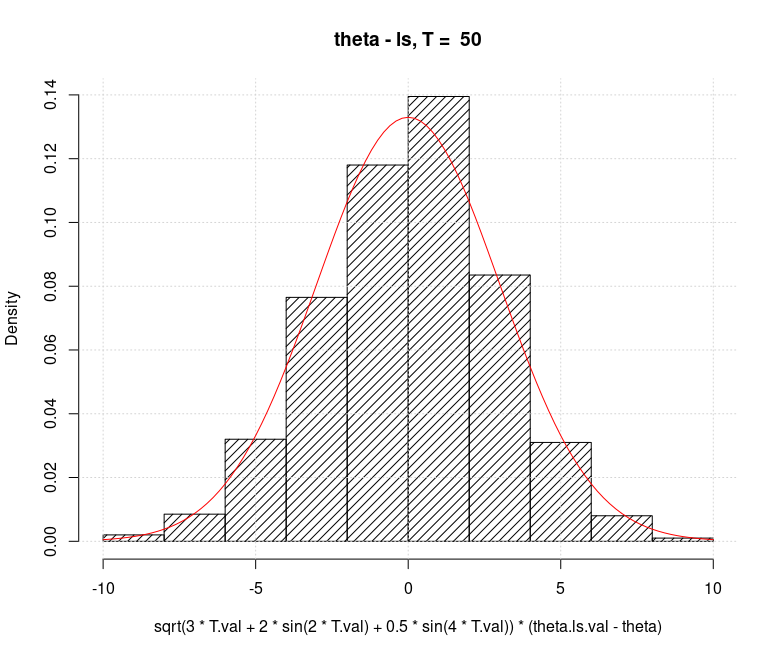 theta - ls, T =  50
Density
0.14
0.12
0.10
0.08
0.06
0.04
0.02
0.00
-10 -5 0 5 10
sqrt(3 * T.val + 2 * sin(2 * T.val) + 0.5 * sin(4 * T.val)) * (theta.ls.val - theta)